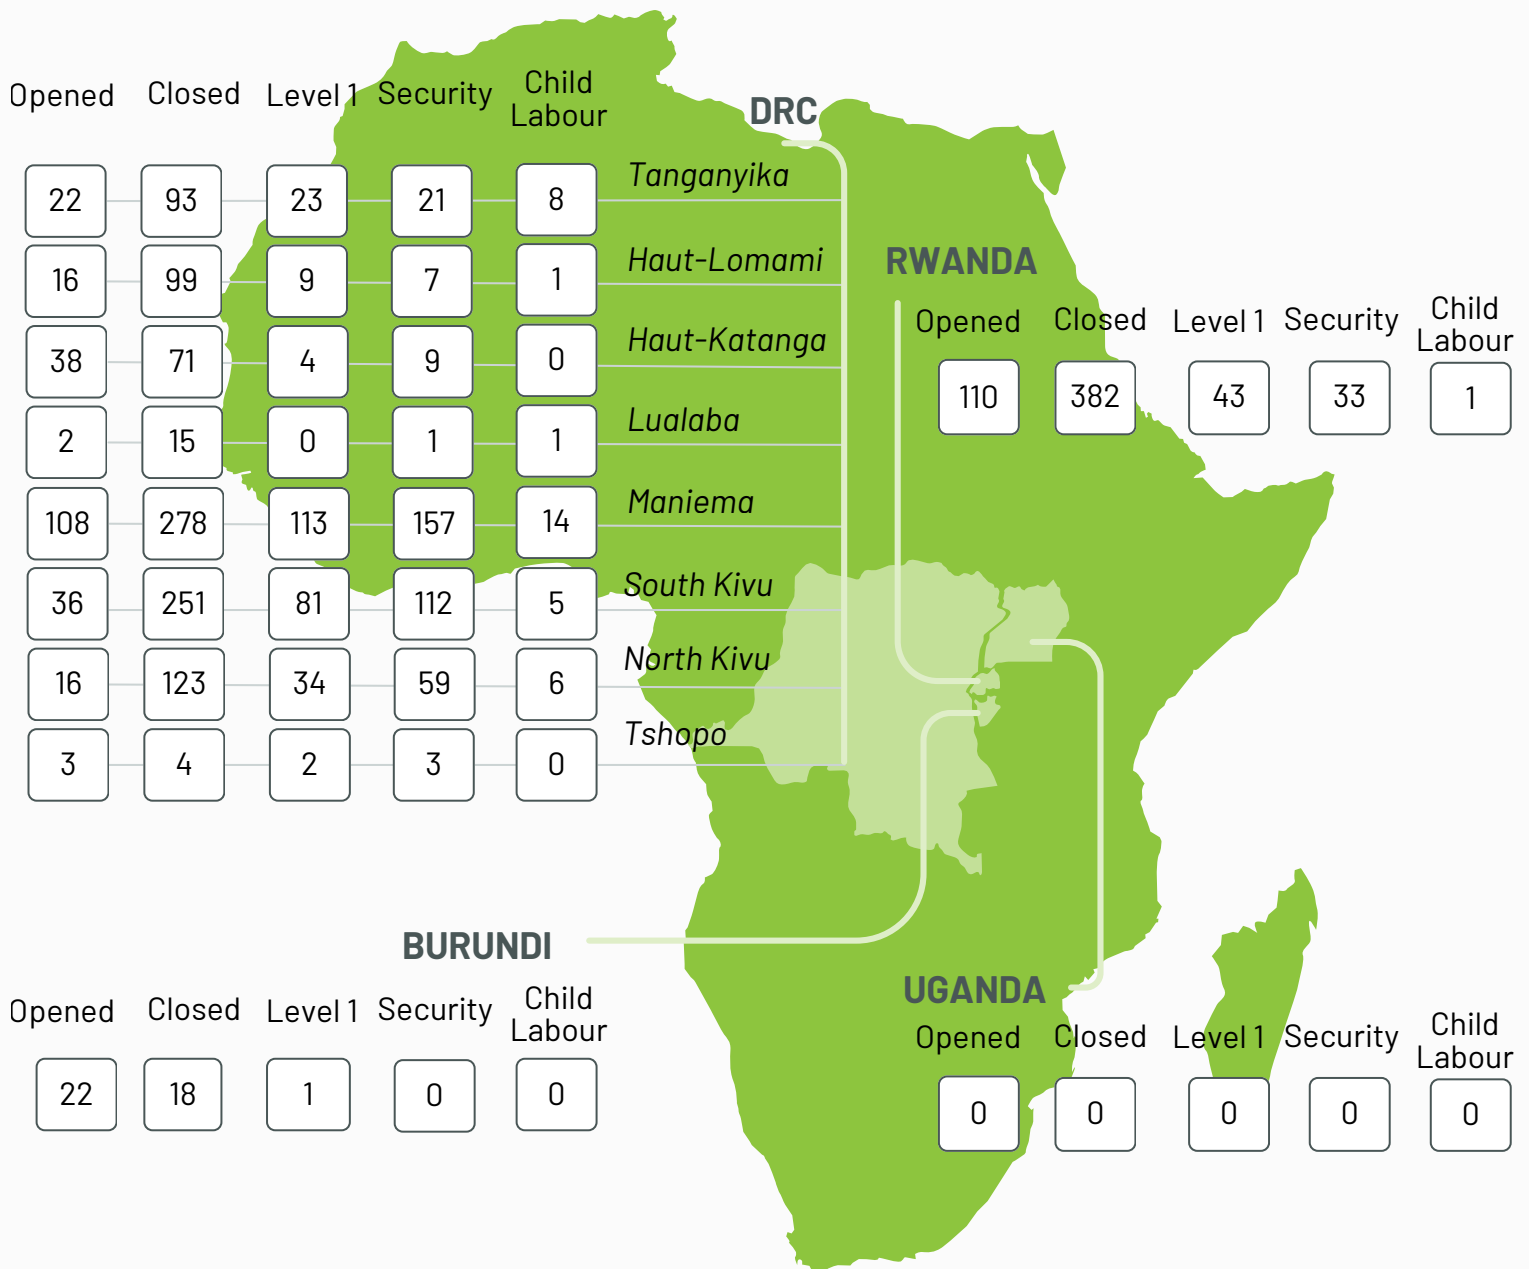 DRC
Opened Closed Level 1 Security Child Labour
22 93 23 21 8 Tanganyika
16 99 9 7 1 Haut-Lomami
38 71 4 9 0 Haut-Katanga
2 15 0 1 1 Lualaba
108 278 113 157 14 Maniema
36 251 81 112 5 South Kivu
16 123 34 59 6 North Kivu
3 4 2 3 0 Tshopo
RWANDA
Opened Closed Level 1 Security Child Labour
110 382 43 33 1
BURUNDI
Opened Closed Level 1 Security Child Labour
22 18 1 0 0
UGANDA
Opened Closed Level 1 Security Child Labour
0 0 0 0 0